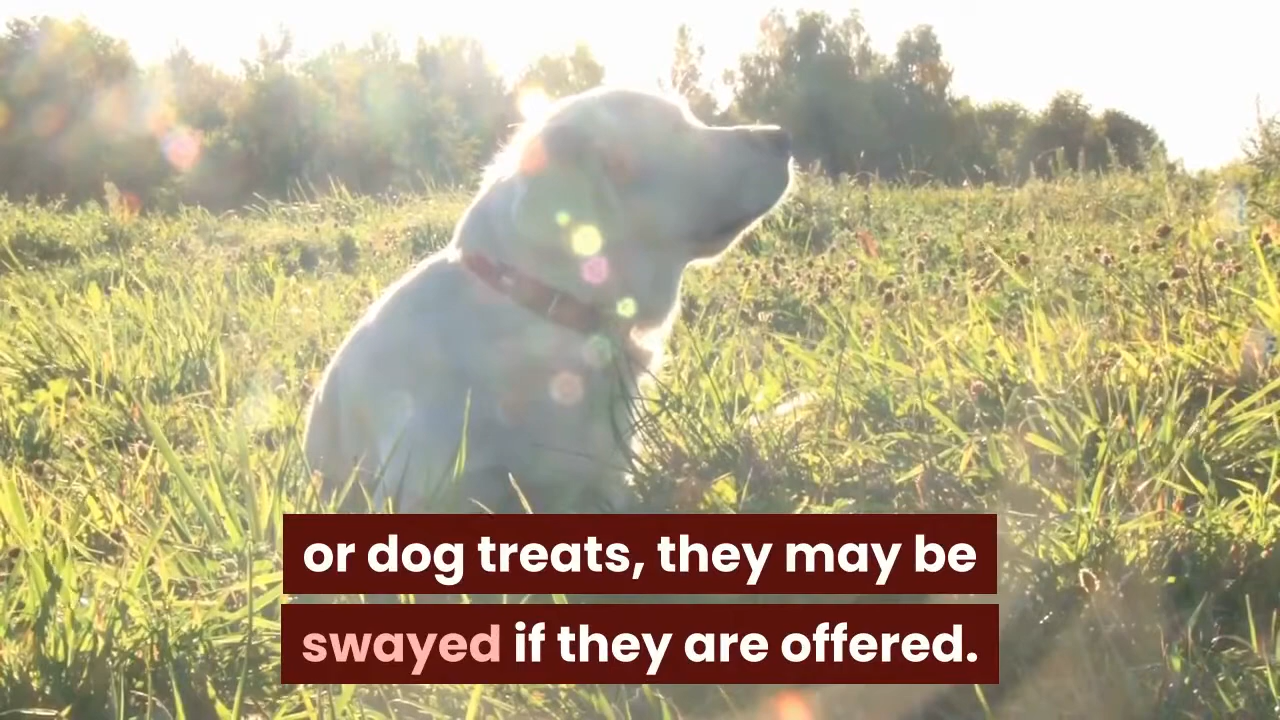 or dog treats, they may be
swayed if they are offered.